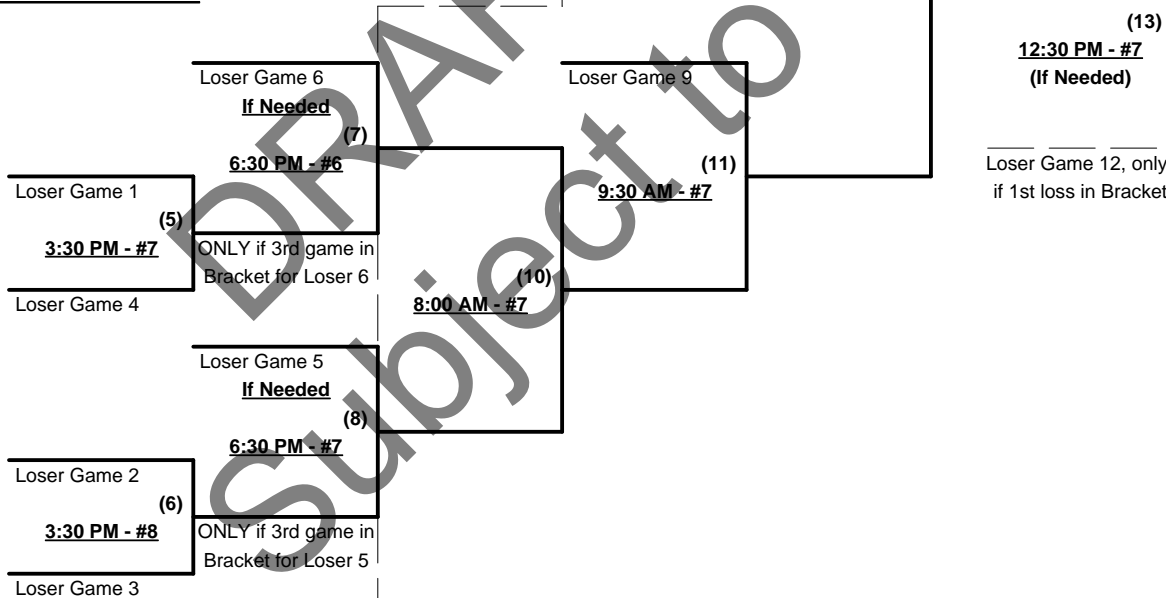 (13)
12:30 PM - #7
(If Needed)
Loser Game 12, only
if 1st loss in Bracket
Loser Game 6
If Needed
(7)
6:30 PM - #6
Loser Game 9
(11)
9:30 AM - #7
Loser Game 1
(5)
3:30 PM - #7
Loser Game 4
ONLY if 3rd game in
Bracket for Loser 6
(10)
8:00 AM - #7
Loser Game 5
If Needed
(8)
6:30 PM - #7
Loser Game 2
(6)
3:30 PM - #8
Loser Game 3
ONLY if 3rd game in
Bracket for Loser 5
Subject to